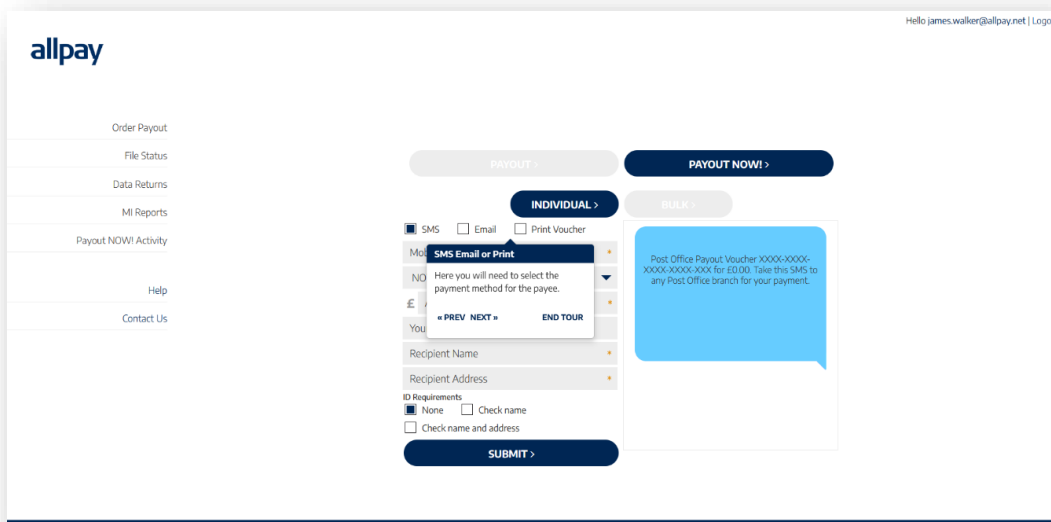 Hello james.walker@allpay.net | Logo
allpay
Order Payout
File Status
Data Returns
MI Reports
Payout NOW! Activity
Help
Contact Us
PAYOUT >
PAYOUT NOW! >
INDIVIDUAL >
BULK >
SMS Email Print Voucher
Mob *
SMS Email or Print
Here you will need to select the
payment method for the payee.
« PREV NEXT » END TOUR
NO
£ *
You
Recipient Name *
Recipient Address *
ID Requirements
None Check name
Check name and address
SUBMIT >
Post Office Payout Voucher XXXX-XXXX-
XXXX-XXXX-XXX for £0.00. Take this SMS to
any Post Office branch for your payment.